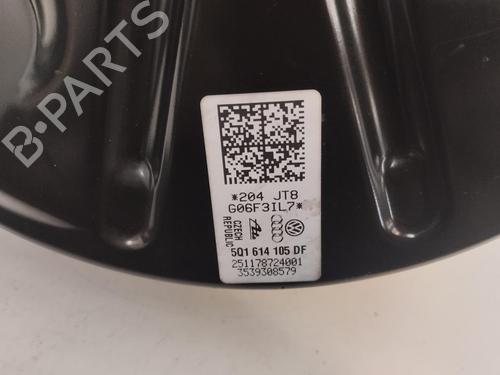 B-PARTS
*204 JT8
G06F3IL7*
CZECH
REPUBLIC
5Q1 614 105 DF
251178724001
3539308579